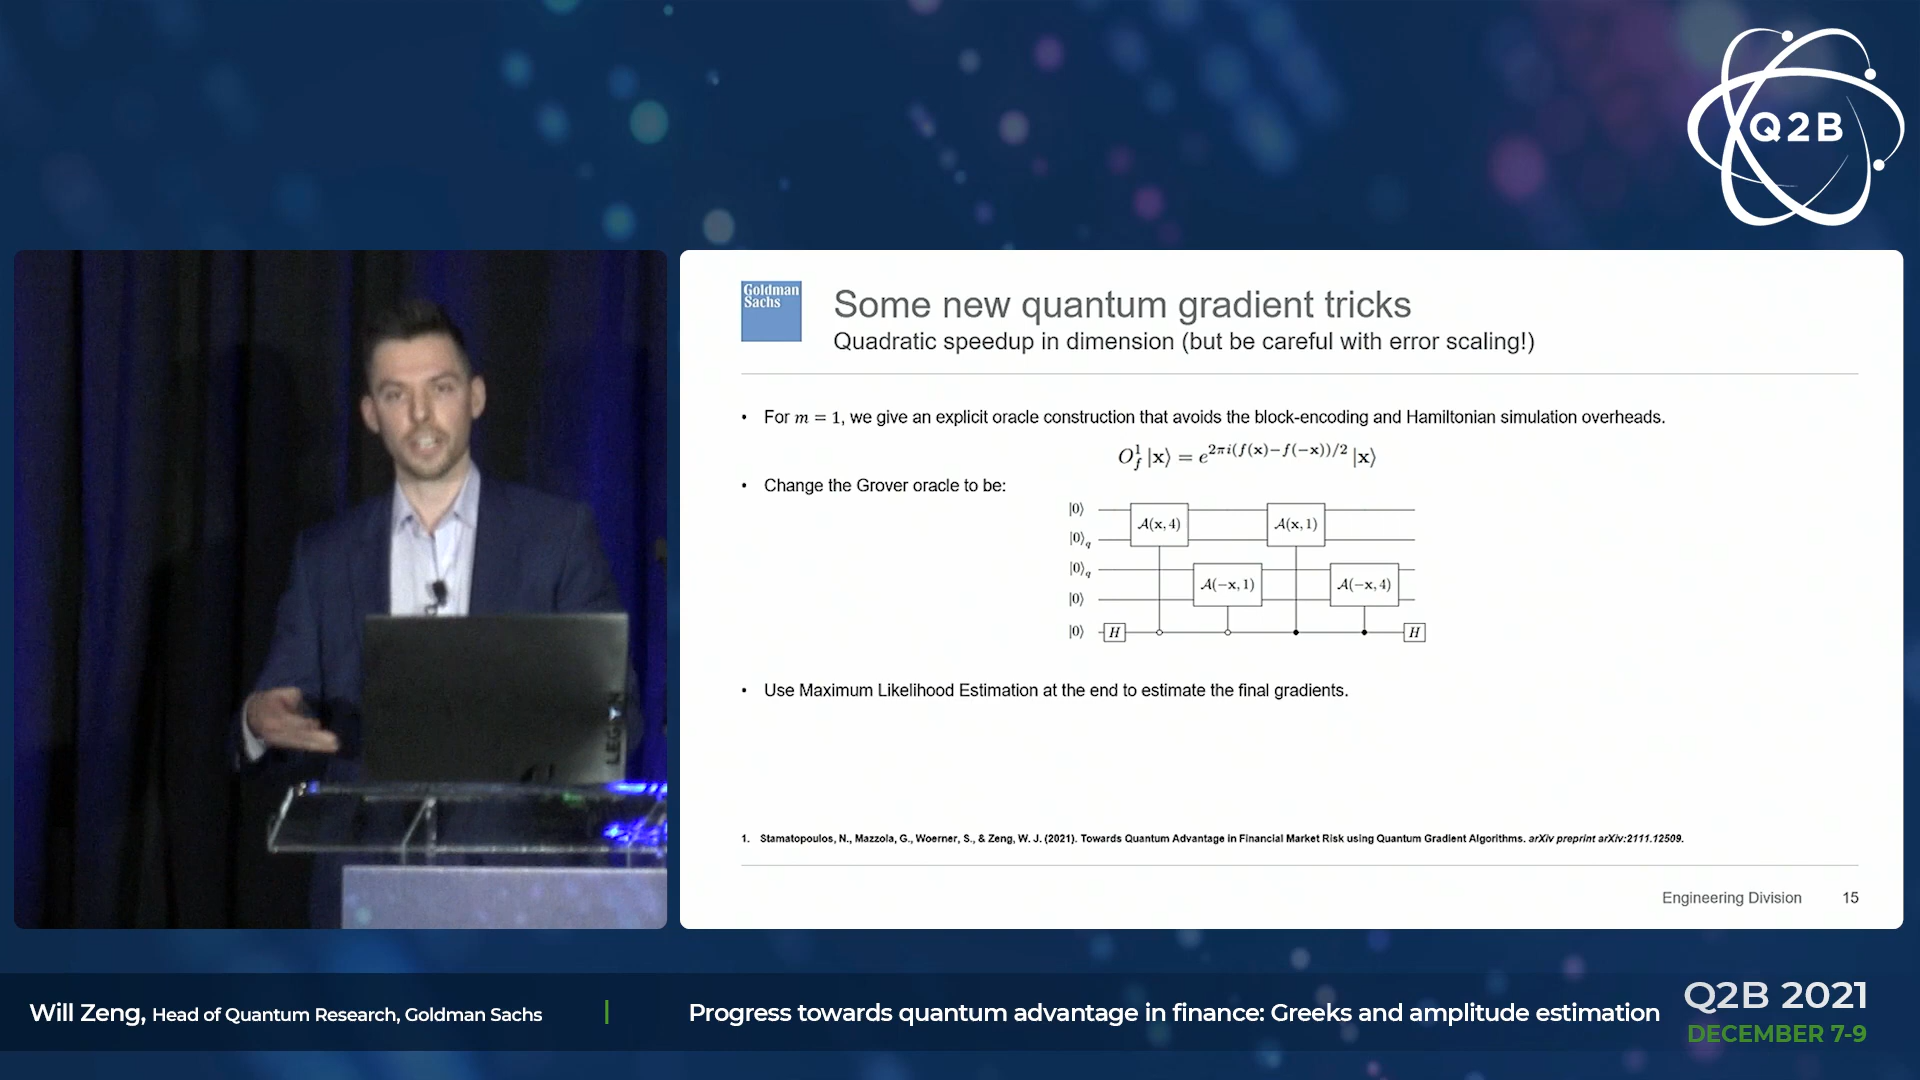 Q2B
Goldman
Sachs
Some new quantum gradient tricks
Quadratic speedup in dimension (but be careful with error scaling!)
• For m = 1, we give an explicit oracle construction that avoids the block-encoding and Hamiltonian simulation overheads.
O_f^1 |x⟩ = e^{2πi(f(x)−f(−x))/2} |x⟩
• Change the Grover oracle to be:
|0⟩ A(x, 4) A(x, 1)
|0⟩_q
|0⟩_q A(−x, 1) A(−x, 4)
|0⟩
|0⟩ H H
• Use Maximum Likelihood Estimation at the end to estimate the final gradients.
1. Stamatopoulos, N., Mazzola, G., Woerner, S., & Zeng, W. J. (2021). Towards Quantum Advantage in Financial Market Risk using Quantum Gradient Algorithms. arXiv preprint arXiv:2111.12509.
Engineering Division 15
LEGION
Will Zeng, Head of Quantum Research, Goldman Sachs
Progress towards quantum advantage in finance: Greeks and amplitude estimation
Q2B 2021
DECEMBER 7-9